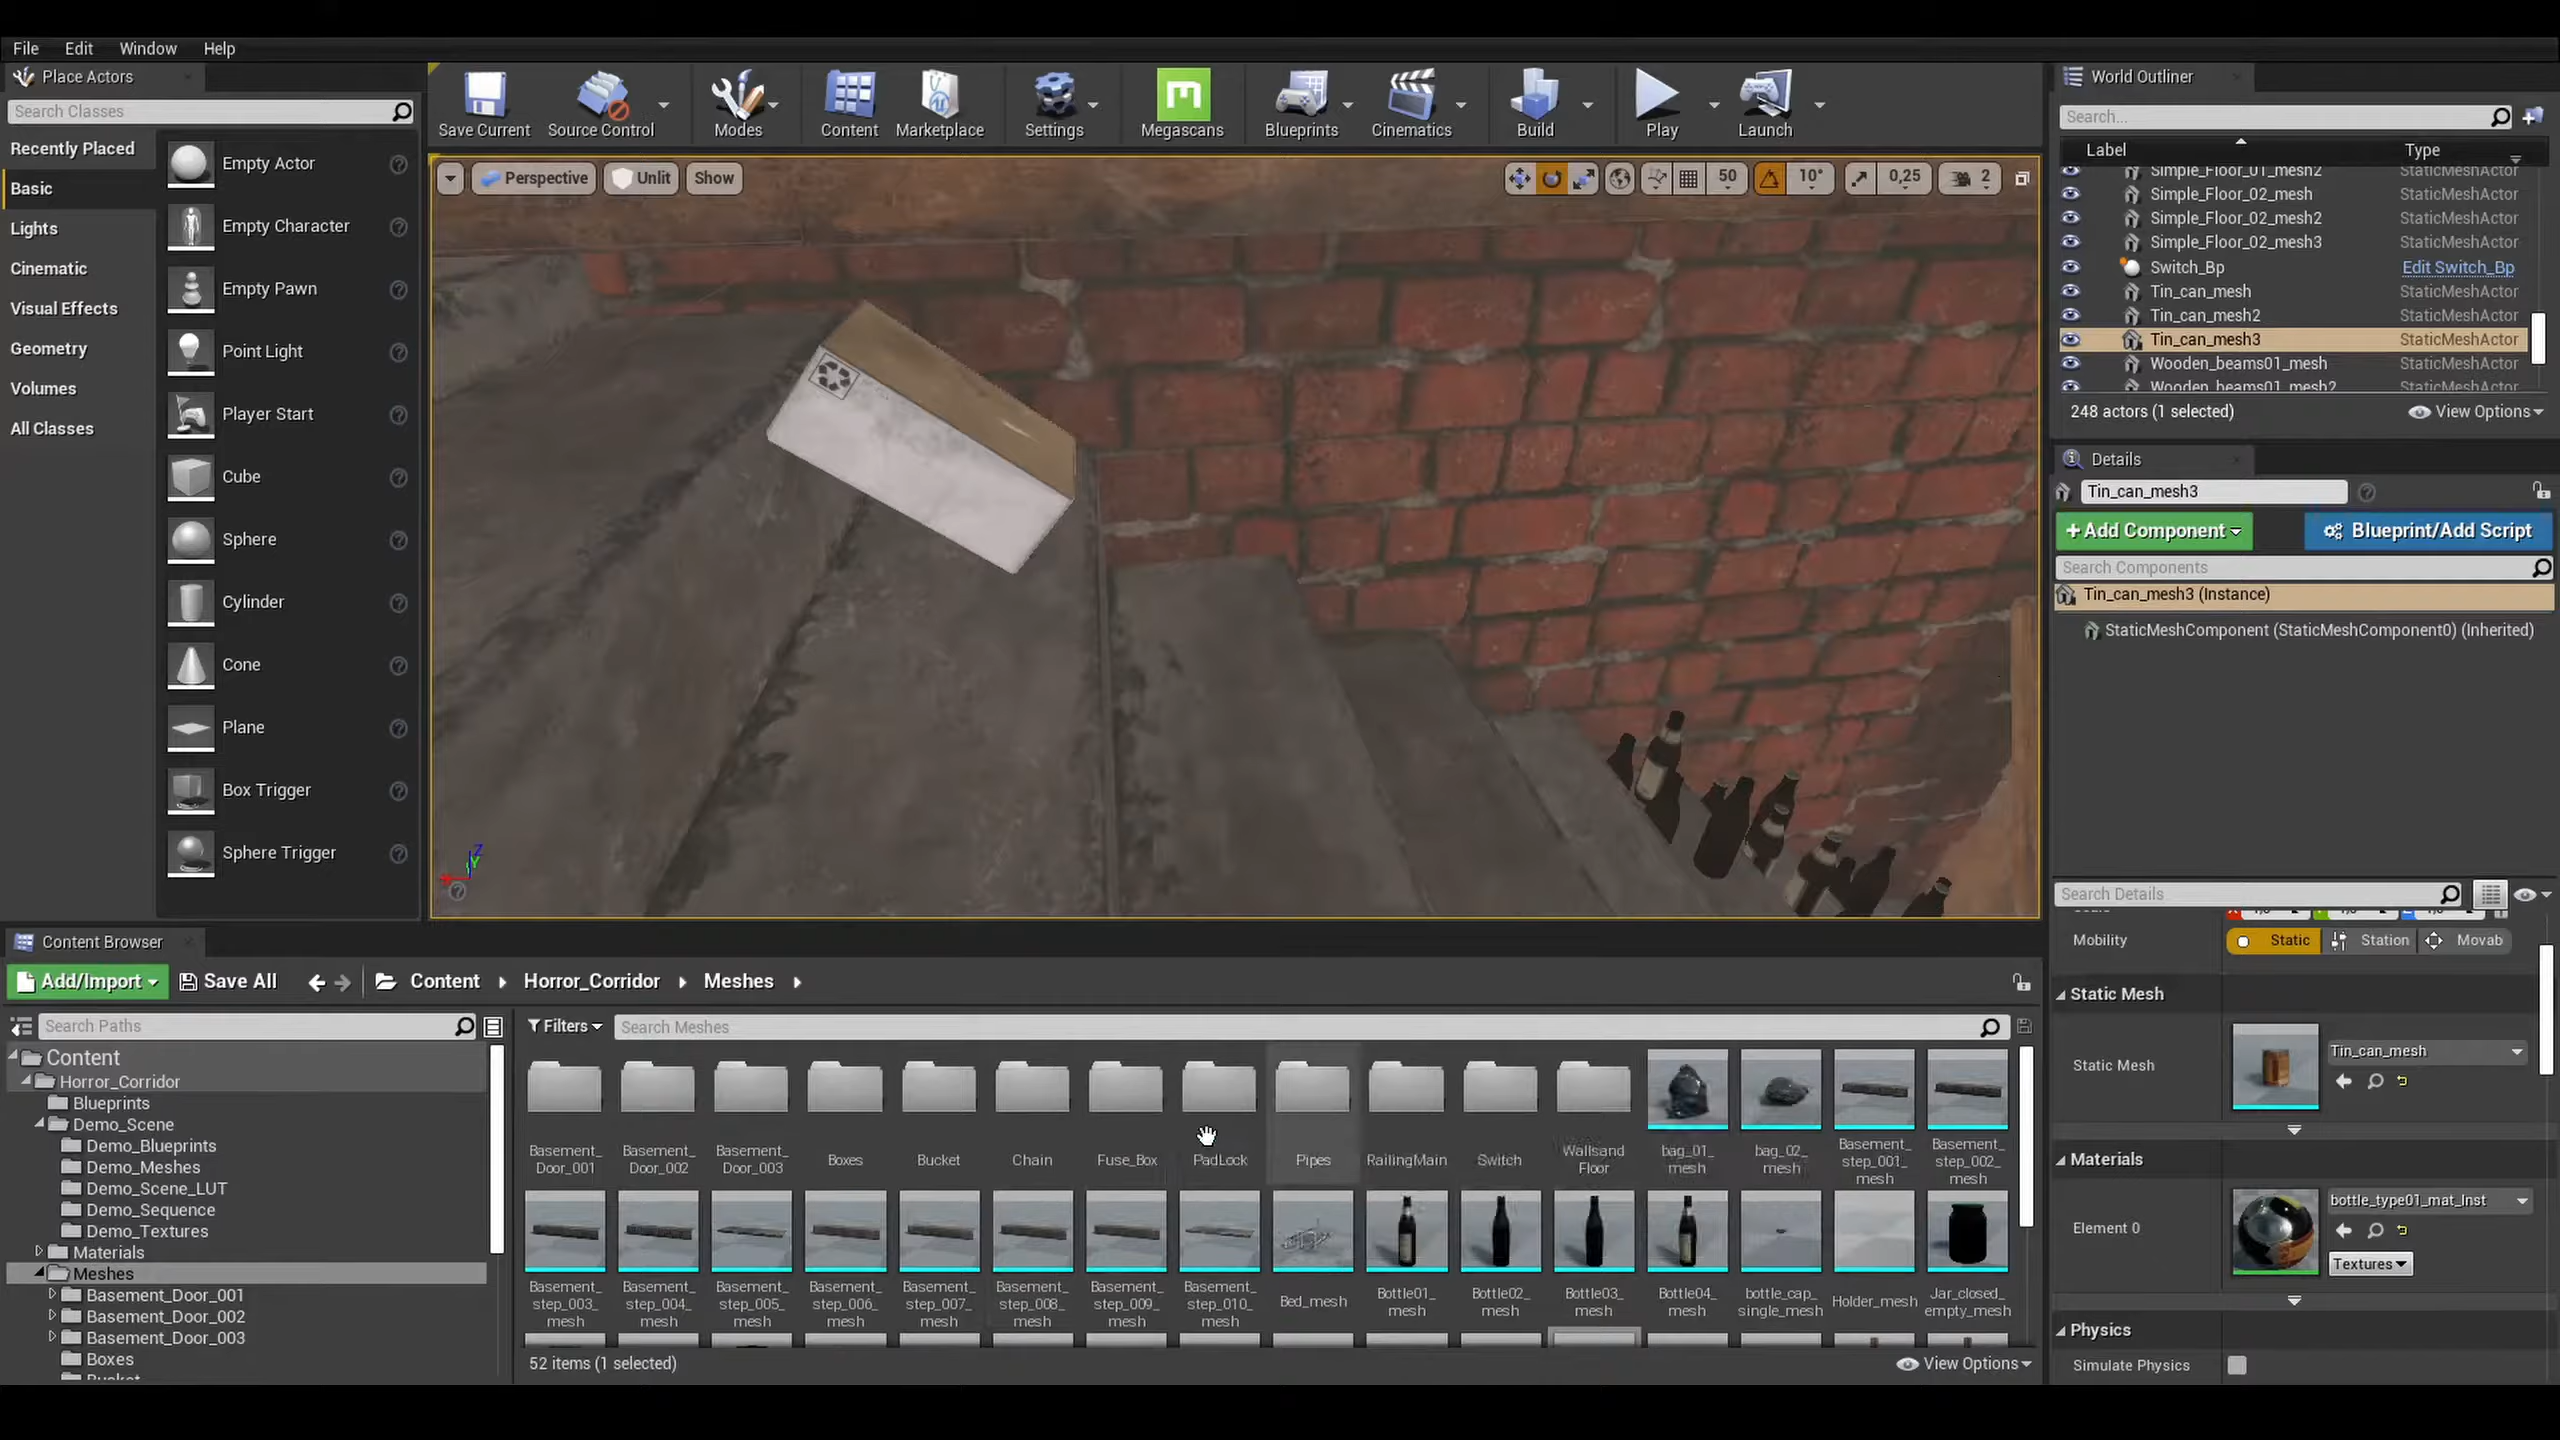 File Edit Window Help
Place Actors
Search Classes
Recently Placed
Basic
Lights
Cinematic
Visual Effects
Geometry
Volumes
All Classes
Empty Actor
Empty Character
Empty Pawn
Point Light
Player Start
Cube
Sphere
Cylinder
Cone
Plane
Box Trigger
Sphere Trigger
Save Current
Source Control
Modes
Content
Marketplace
Settings
Megascans
Blueprints
Cinematics
Build
Play
Launch
Perspective
Unlit
Show
50
10°
0,25
2
Z
Y
World Outliner
Search...
Label Type
Simple_Floor_01_mesh2 StaticMeshActor
Simple_Floor_02_mesh StaticMeshActor
Simple_Floor_02_mesh2 StaticMeshActor
Simple_Floor_02_mesh3 StaticMeshActor
Switch_Bp Edit Switch_Bp
Tin_can_mesh StaticMeshActor
Tin_can_mesh2 StaticMeshActor
Tin_can_mesh3 StaticMeshActor
Wooden_beams01_mesh StaticMeshActor
Wooden_beams01_mesh2 StaticMeshActor
248 actors (1 selected)
View Options
Details
Tin_can_mesh3
+Add Component
Blueprint/Add Script
Search Components
Tin_can_mesh3 (Instance)
StaticMeshComponent (StaticMeshComponent0) (Inherited)
Search Details
Mobility
Static
Station
Movab
Static Mesh
Static Mesh
Tin_can_mesh
Materials
Element 0
bottle_type01_mat_Inst
Textures
Physics
Simulate Physics
Content Browser
Add/Import
Save All
Content
Horror_Corridor
Meshes
Search Paths
Filters
Search Meshes
Content
Horror_Corridor
Blueprints
Demo_Scene
Demo_Blueprints
Demo_Meshes
Demo_Scene_LUT
Demo_Sequence
Demo_Textures
Materials
Meshes
Basement_Door_001
Basement_Door_002
Basement_Door_003
Boxes
Bucket
Basement_
Door_001
Basement_
Door_002
Basement_
Door_003
Boxes
Bucket
Chain
Fuse_Box
PadLock
Pipes
RailingMain
Switch
Wallsand
Floor
bag_01_
mesh
bag_02_
mesh
Basement_
step_001_
mesh
Basement_
step_002_
mesh
Basement_
step_003_
mesh
Basement_
step_004_
mesh
Basement_
step_005_
mesh
Basement_
step_006_
mesh
Basement_
step_007_
mesh
Basement_
step_008_
mesh
Basement_
step_009_
mesh
Basement_
step_010_
mesh
Bed_mesh
Bottle01_
mesh
Bottle02_
mesh
Bottle03_
mesh
Bottle04_
mesh
bottle_cap_
single_mesh
Holder_mesh
Jar_closed_
empty_mesh
52 items (1 selected)
View Options